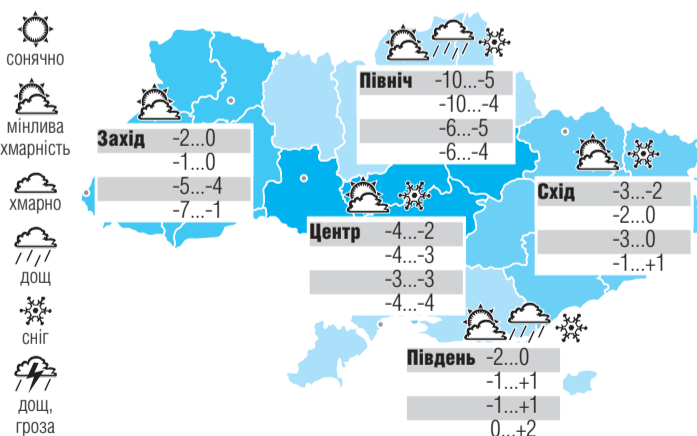 сонячно
мінлива
хмарність
хмарно
дощ
сніг
дощ,
гроза
Північ -10...-5
-10...-4
-6...-5
-6...-4
Захід -2...0
-1...0
-5...-4
-7...-1
Схід -3...-2
-2...0
-3...0
-1...+1
Центр -4...-2
-4...-3
-3...-3
-4...-4
Південь -2...0
-1...+1
-1...+1
0...+2